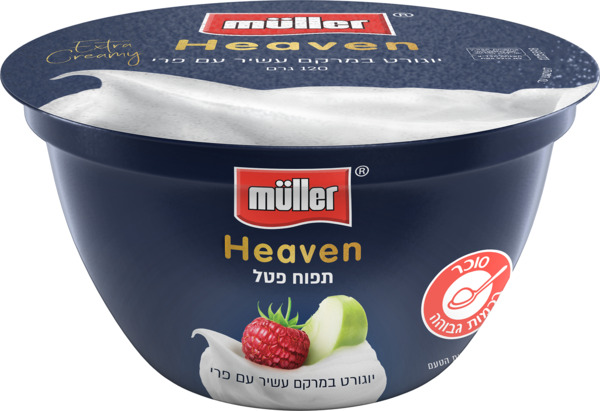 müller®
Extra
Creamy
Heaven
יוגורט במרקם עשיר עם פרי
120 גרם
müller®
Heaven
תפוח פטל
יוגורט במרקם עשיר עם פרי
סוכר
בכמות גבוהה
הטעם